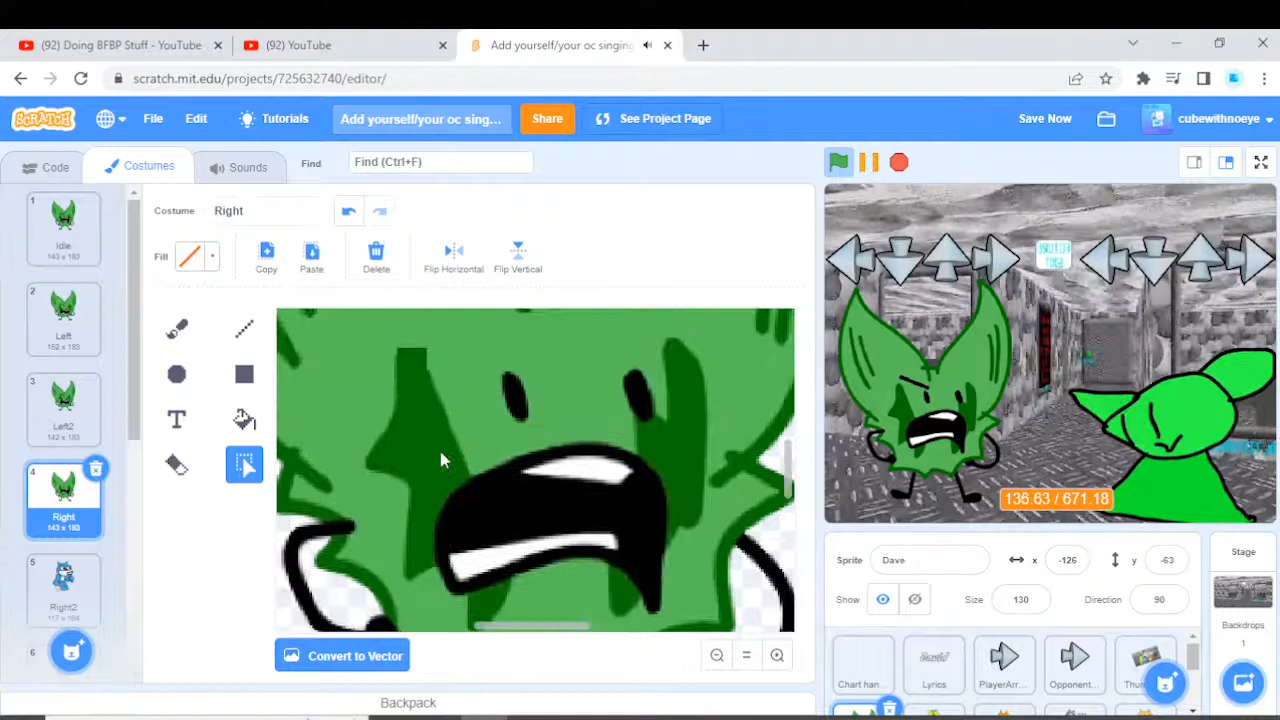 (92) Doing BFBP Stuff - YouTube
(92) YouTube
Add yourself/your oc singing
scratch.mit.edu/projects/725632740/editor/
SCRATCH
File
Edit
Tutorials
Add yourself/your oc sing...
Share
See Project Page
Save Now
cubewithnoeye
Code
Costumes
Sounds
Find
Find (Ctrl+F)
Costume
Right
Fill
Copy
Paste
Delete
Flip Horizontal
Flip Vertical
1
Idle
143 x 183
2
Left
152 x 183
3
Left2
142 x 183
4
Right
143 x 183
5
Right2
117 x 164
6
T
Convert to Vector
Backpack
136.63 / 671.18
Sprite
Dave
x
-126
y
-63
Show
Size
130
Direction
90
Stage
Backdrops
1
Chart han...
Lyrics
PlayerArr...
Opponent...